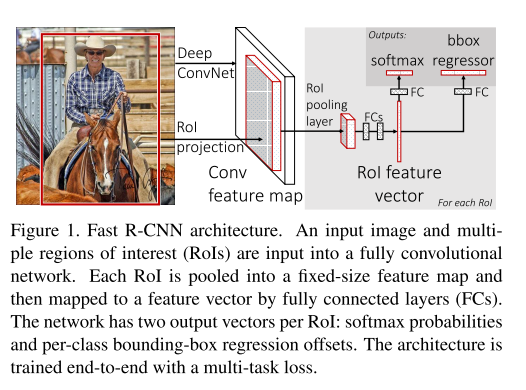 Outputs:
bbox
softmax regressor
Deep
ConvNet
FC FC
RoI
pooling
layer
FCs
RoI
projection
Conv
feature map
RoI feature
vector
For each RoI
Figure 1. Fast R-CNN architecture. An input image and multi-
ple regions of interest (RoIs) are input into a fully convolutional
network. Each RoI is pooled into a fixed-size feature map and
then mapped to a feature vector by fully connected layers (FCs).
The network has two output vectors per RoI: softmax probabilities
and per-class bounding-box regression offsets. The architecture is
trained end-to-end with a multi-task loss.